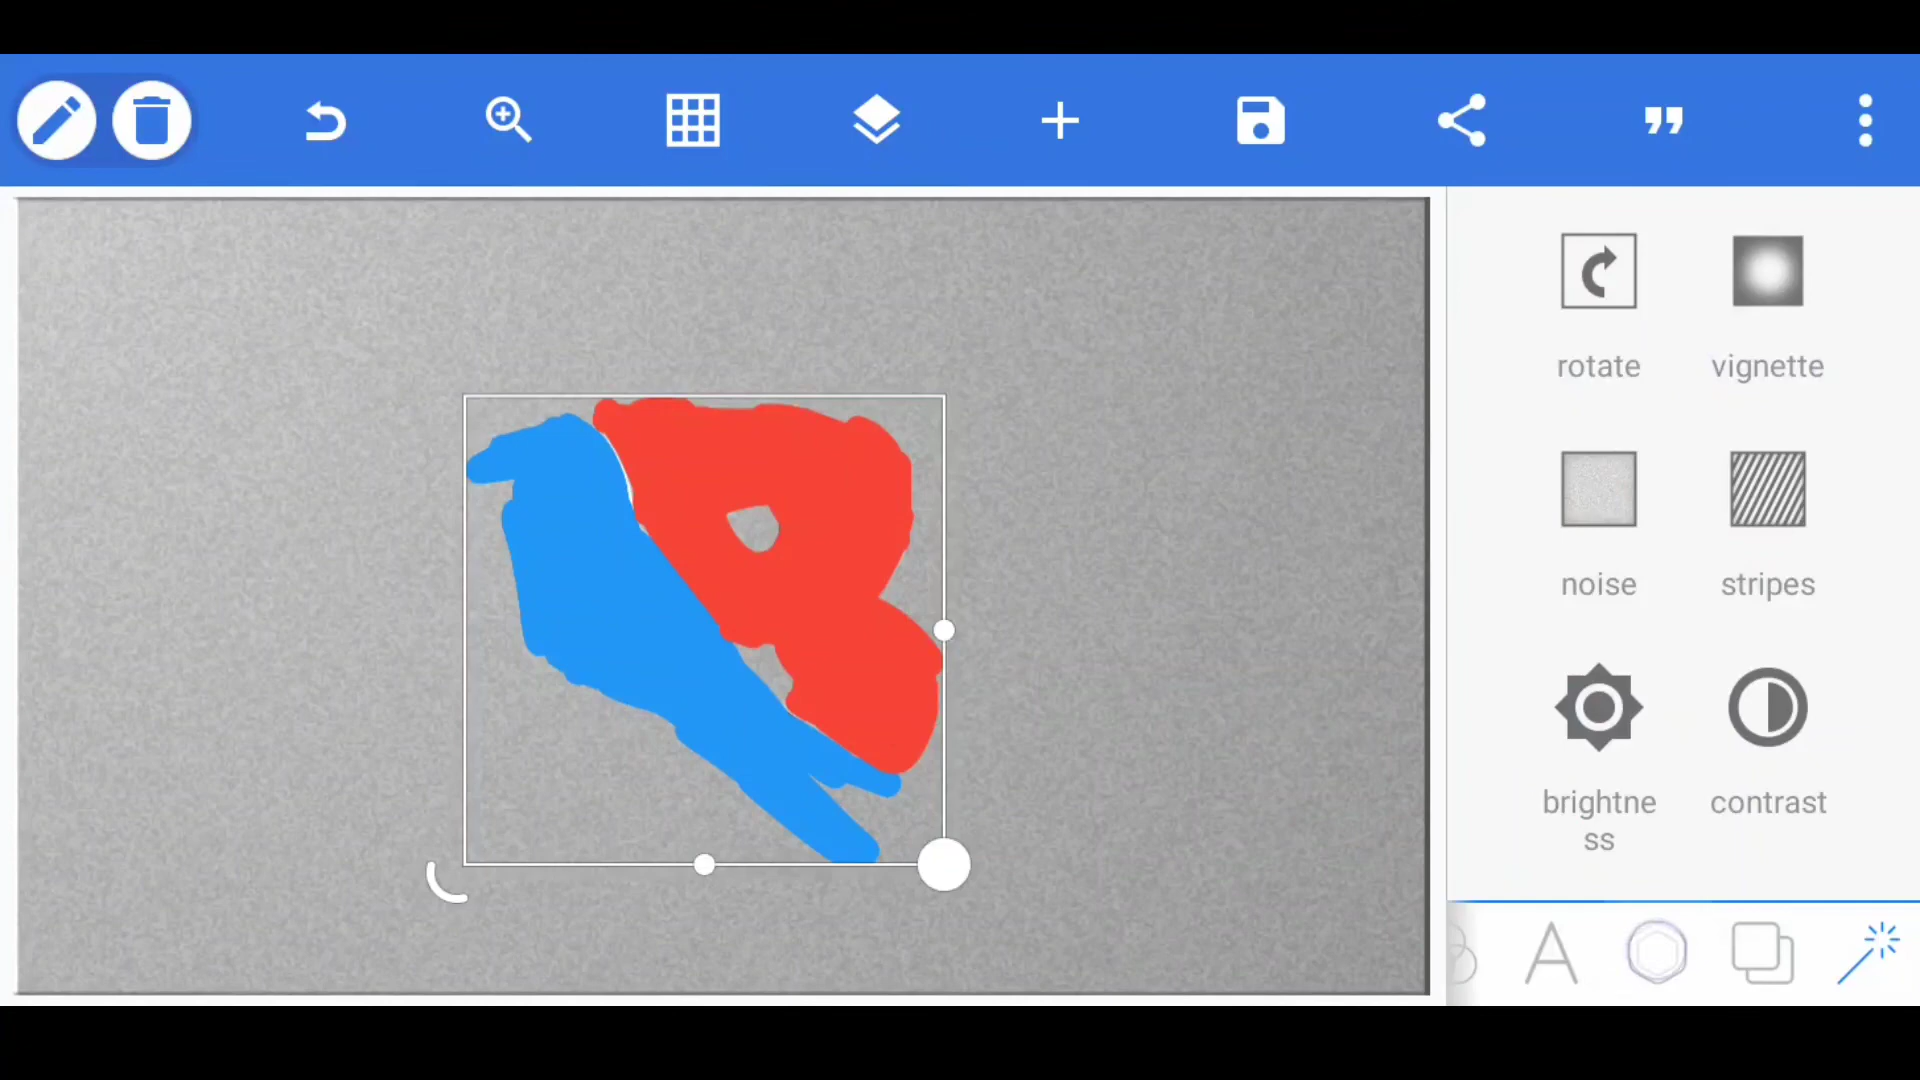 rotate
vignette
noise
stripes
brightne
ss
contrast